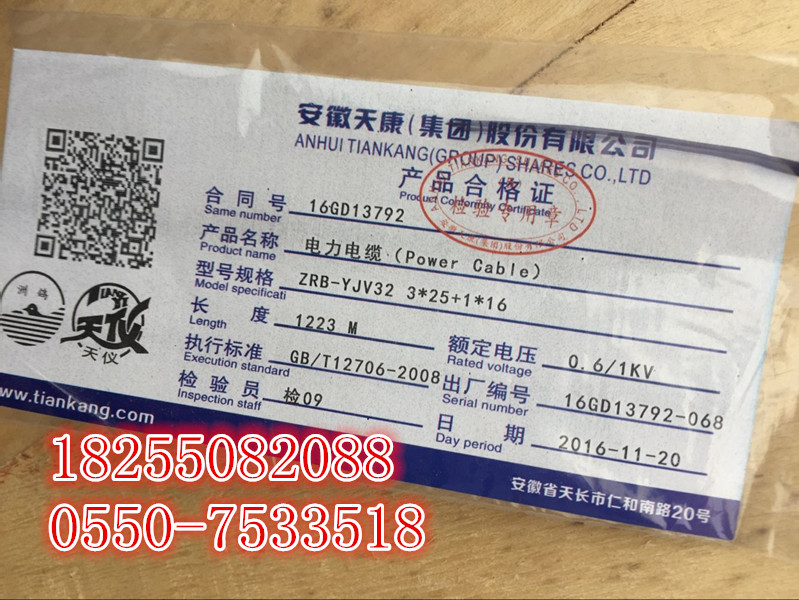 安徽天康(集团)股份有限公司
ANHUI TIANKANG(GROUP)SHARES CO.,LTD
产品合格证
Product Conformity Certificate
检验专用章
合同号 16GD13792
Same number
产品名称 电力电缆(Power Cable)
Product name
型号规格 ZRB-YJV32 3*25+1*16
Model specificati
长度 1223 M
Length
额定电压 0.6/1KV
Rated voltage
执行标准 GB/T12706-2008
Execution standard
出厂编号 16GD13792-068
Serial number
检验员 检09
Inspection staff
日期 2016-11-20
Day period
洲鸽
天仪
天仪
www.tiankang.com
安徽省天长市仁和南路20号
18255082088
0550-7533518